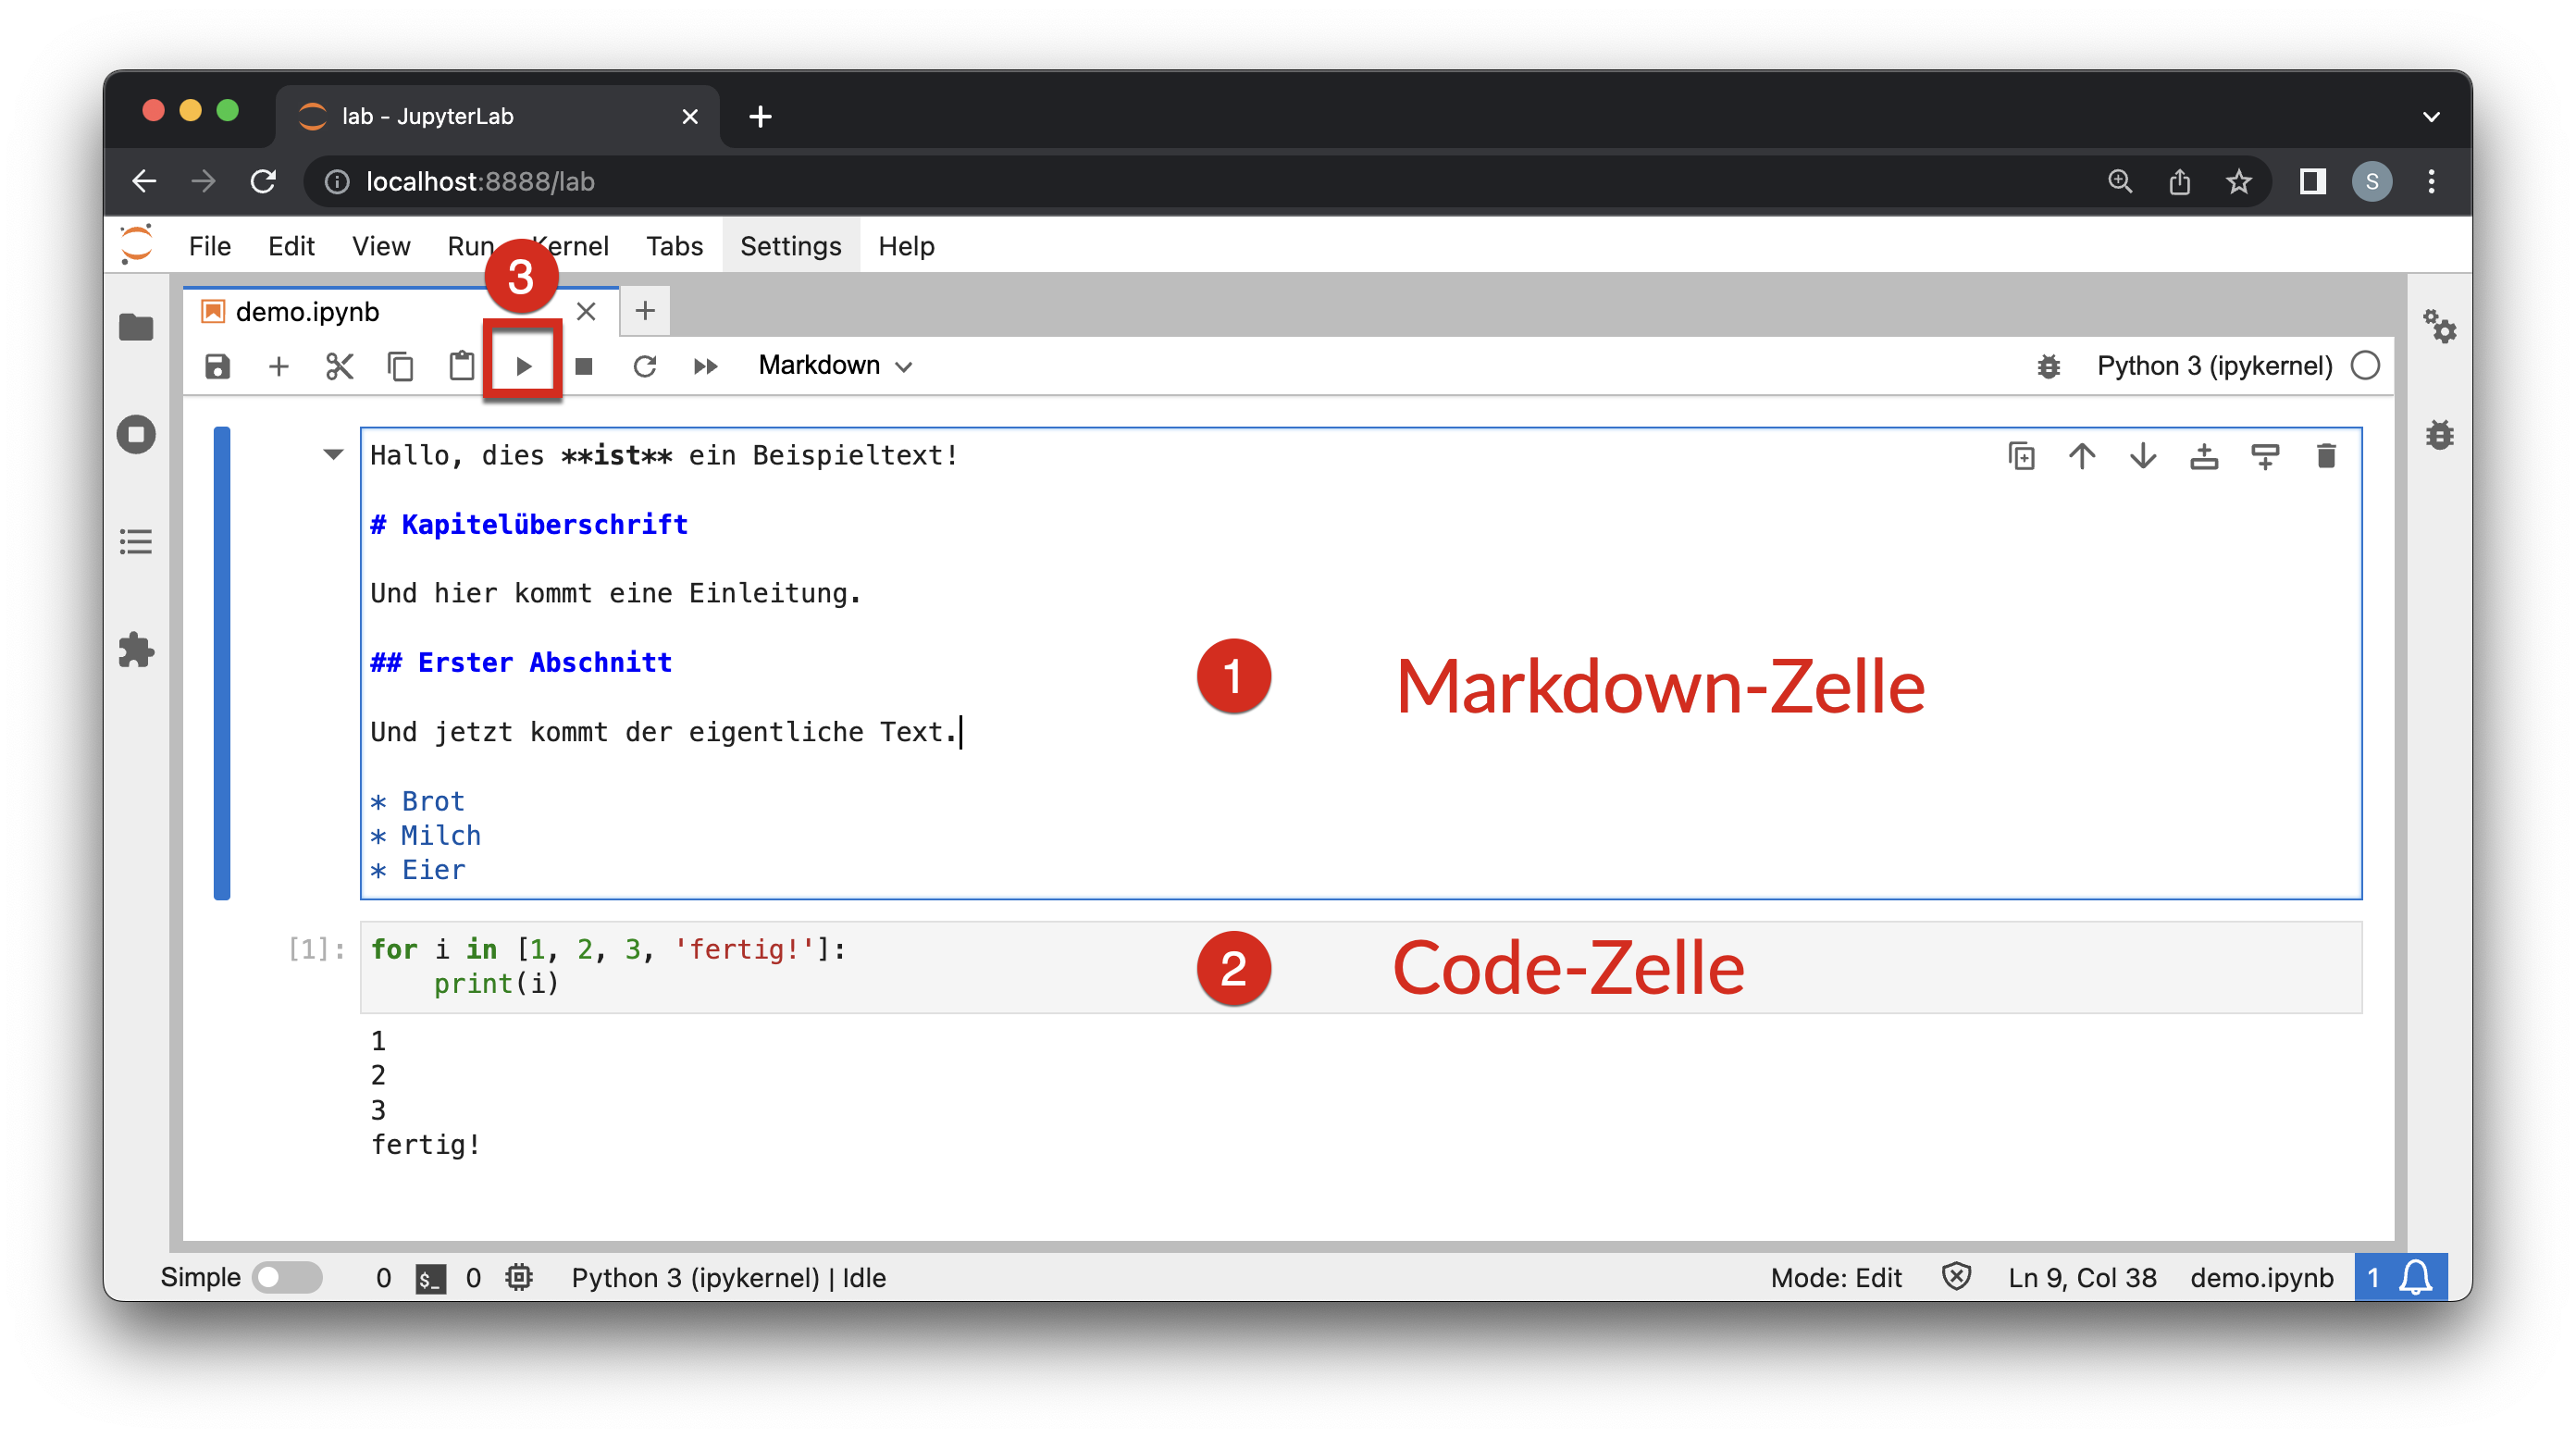 lab - JupyterLab
localhost:8888/lab
S
File Edit View Run Kernel Tabs Settings Help
3
demo.ipynb
Markdown
Python 3 (ipykernel)
Hallo, dies **ist** ein Beispieltext!
# Kapitelüberschrift
Und hier kommt eine Einleitung.
## Erster Abschnitt
1 Markdown-Zelle
Und jetzt kommt der eigentliche Text.
* Brot
* Milch
* Eier
[1]: for i in [1, 2, 3, 'fertig!']:
print(i)
2 Code-Zelle
1
2
3
fertig!
Simple 0 $_ 0 Python 3 (ipykernel) | Idle Mode: Edit Ln 9, Col 38 demo.ipynb 1